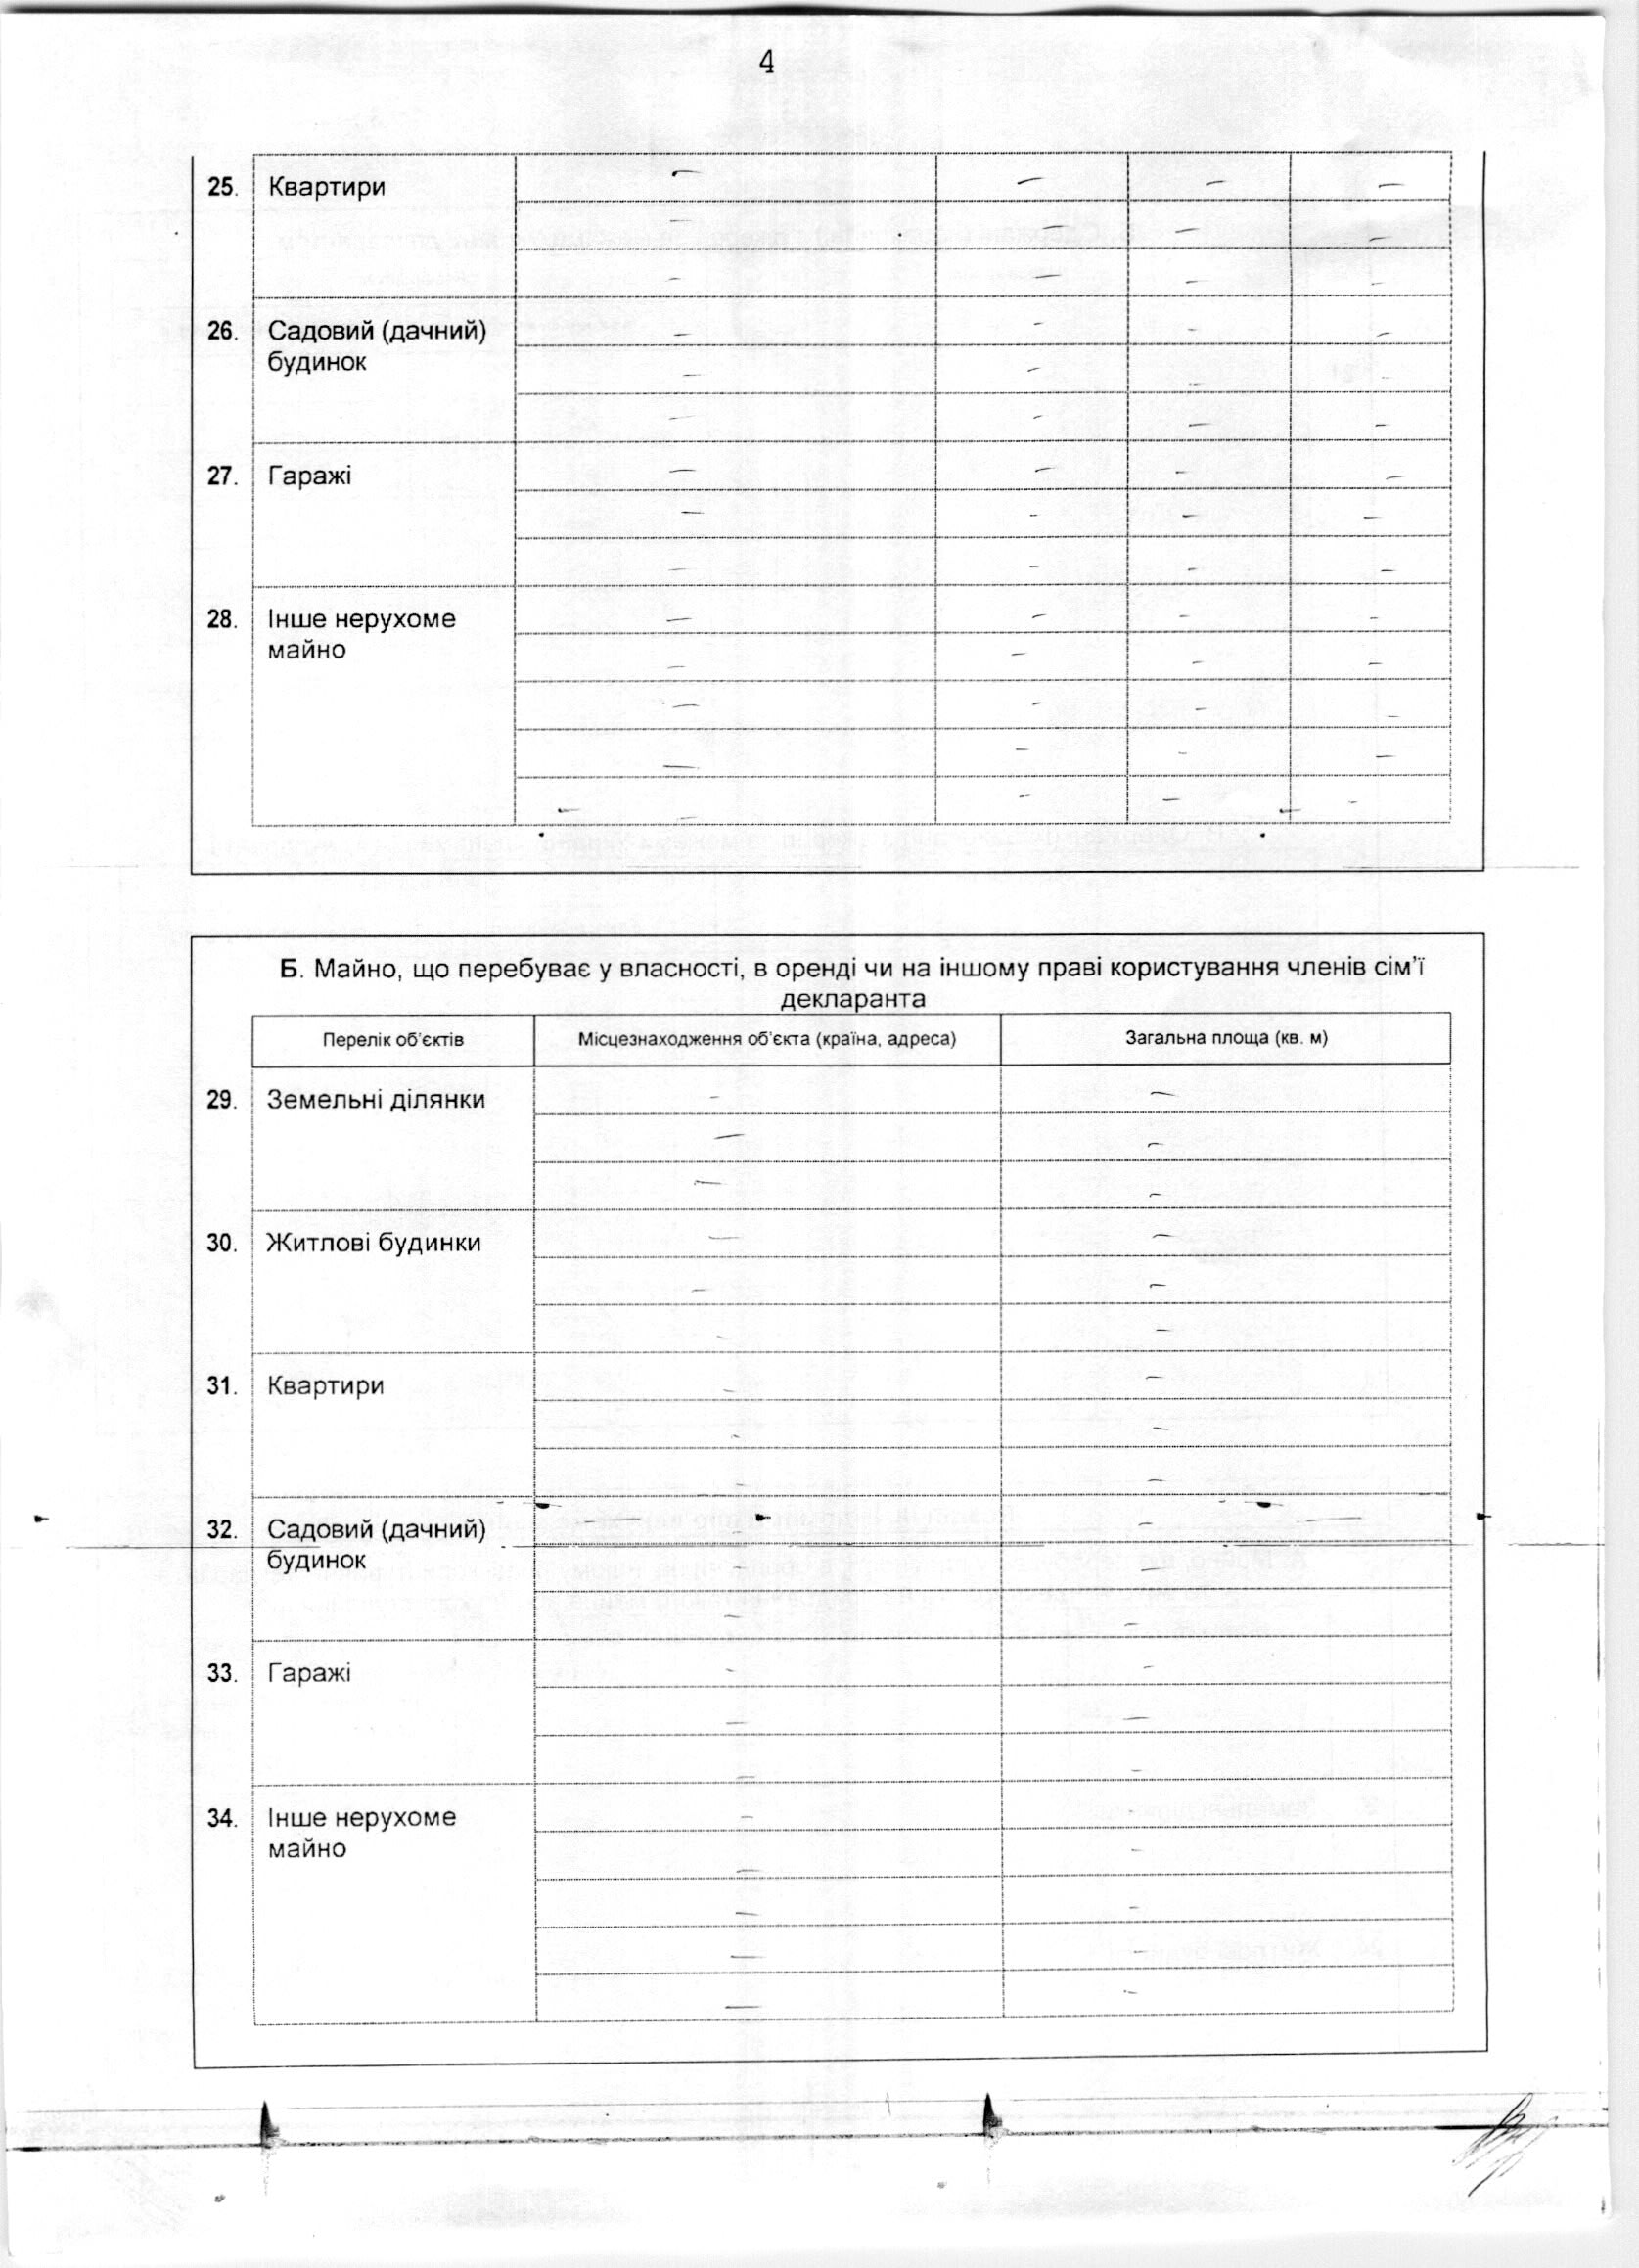 4
25. Квартири – – – –
– – – –
– – – –
26. Садовий (дачний) – – – –
будинок – – – –
– – – –
27. Гаражі – – – –
– – – –
– – – –
28. Інше нерухоме – – – –
майно – – – –
– – – –
– – – –
– – – –
Б. Майно, що перебуває у власності, в оренді чи на іншому праві користування членів сім'ї
декларанта
Перелік об'єктів Місцезнаходження об'єкта (країна, адреса) Загальна площа (кв. м)
29. Земельні ділянки – –
– –
– –
30. Житлові будинки – –
– –
– –
31. Квартири – –
– –
– –
32. Садовий (дачний) – –
будинок –
– –
33. Гаражі – –
– –
– –
34. Інше нерухоме –
майно – –
– –
– –
– –